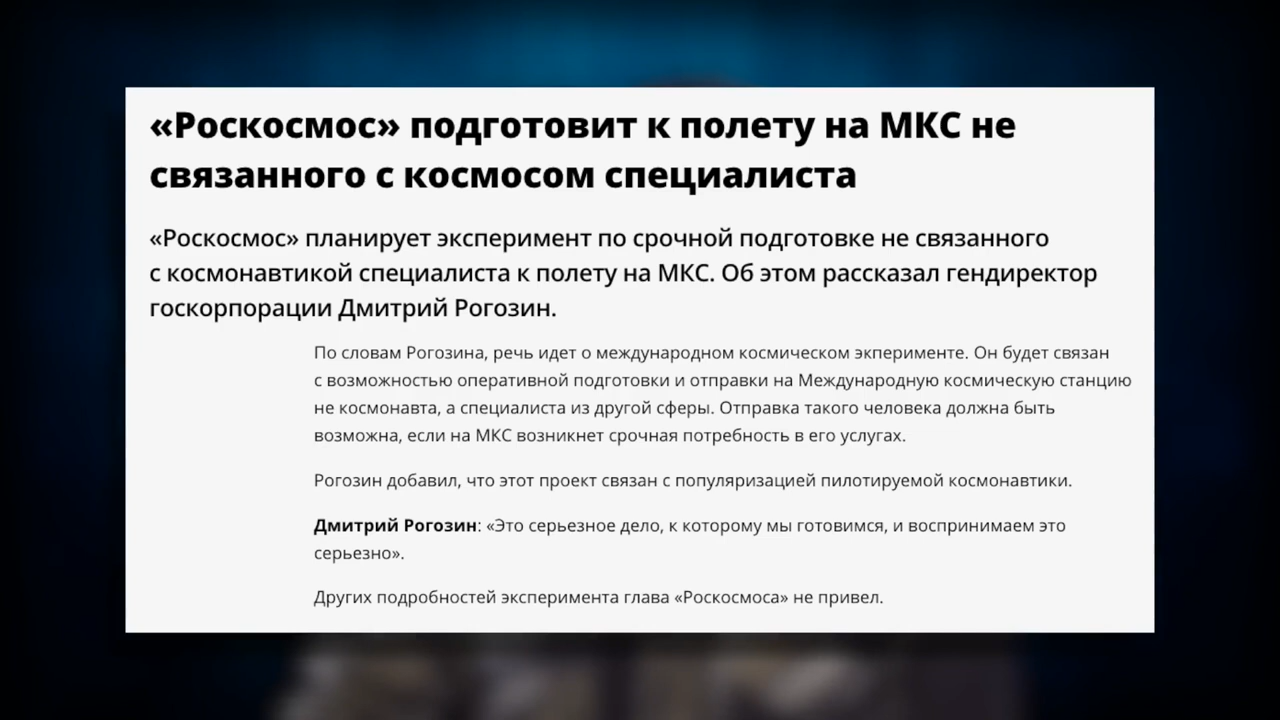 «Роскосмос» подготовит к полету на МКС не
связанного с космосом специалиста
«Роскосмос» планирует эксперимент по срочной подготовке не связанного
с космонавтикой специалиста к полету на МКС. Об этом рассказал гендиректор
госкорпорации Дмитрий Рогозин.
По словам Рогозина, речь идет о международном космическом экперименте. Он будет связан
с возможностью оперативной подготовки и отправки на Международную космическую станцию
не космонавта, а специалиста из другой сферы. Отправка такого человека должна быть
возможна, если на МКС возникнет срочная потребность в его услугах.
Рогозин добавил, что этот проект связан с популяризацией пилотируемой космонавтики.
Дмитрий Рогозин: «Это серьезное дело, к которому мы готовимся, и воспринимаем это
серьезно».
Других подробностей эксперимента глава «Роскосмоса» не привел.